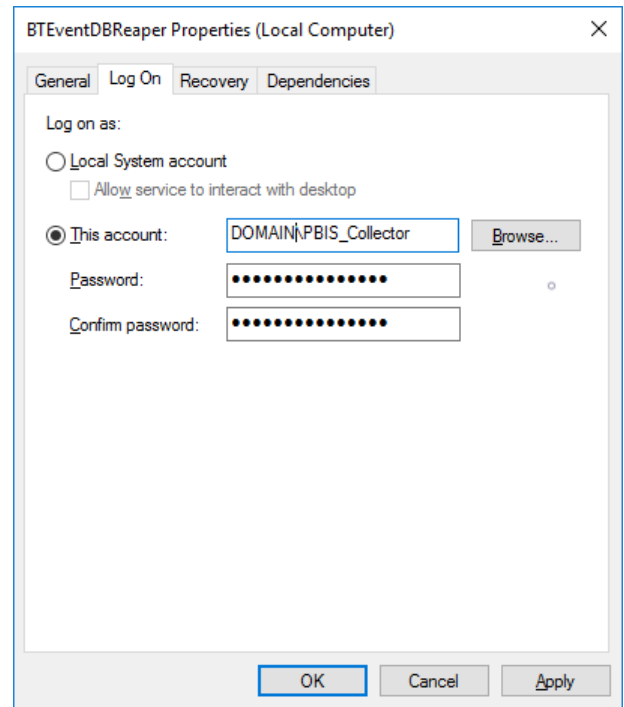 BTEventDBReaper Properties (Local Computer)
General Log On Recovery Dependencies
Log on as:
Local System account
Allow service to interact with desktop
This account: DOMAIN\PBIS_Collector Browse...
Password: ●●●●●●●●●●●●●●●
Confirm password: ●●●●●●●●●●●●●●●
OK Cancel Apply